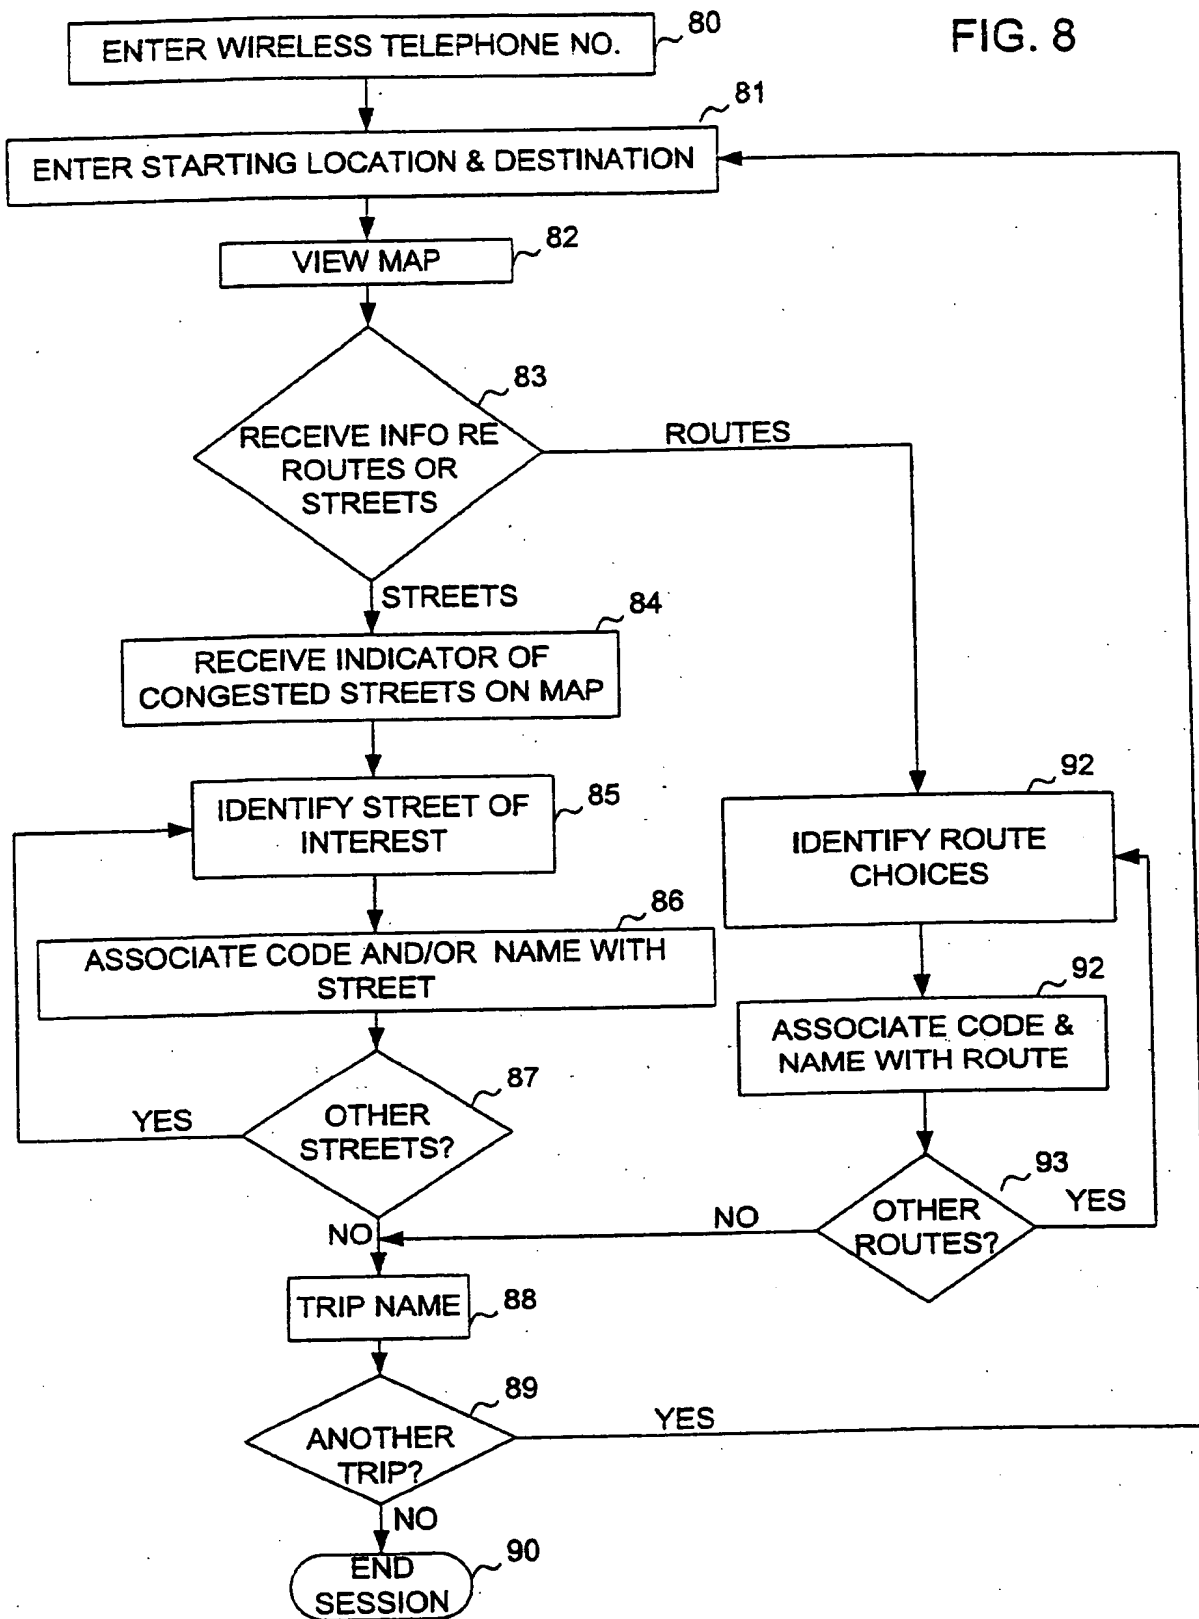 FIG. 8
ENTER WIRELESS TELEPHONE NO.
80
81
ENTER STARTING LOCATION & DESTINATION
82
VIEW MAP
83
RECEIVE INFO RE
ROUTES OR
STREETS
ROUTES
STREETS
84
RECEIVE INDICATOR OF
CONGESTED STREETS ON MAP
85
IDENTIFY STREET OF
INTEREST
92
IDENTIFY ROUTE
CHOICES
86
ASSOCIATE CODE AND/OR NAME WITH
STREET
92
ASSOCIATE CODE &
NAME WITH ROUTE
87
OTHER
STREETS?
YES
NO
93
OTHER
ROUTES?
YES
NO
TRIP NAME
88
89
ANOTHER
TRIP?
YES
NO
END
SESSION
90